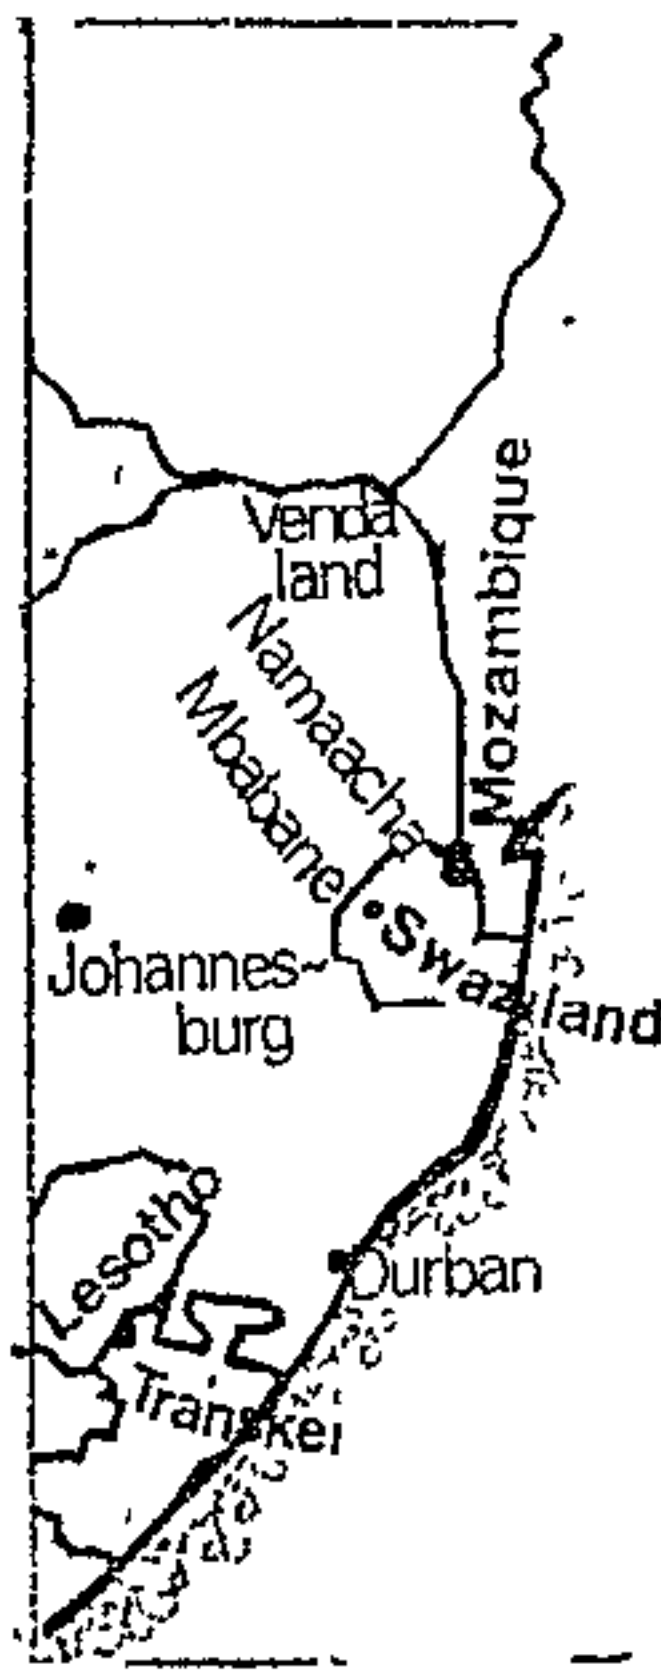 Venda
land
Mozambique
Namaacha
Mbabane
Swaziland
Johannes-
burg
Lesotho
Durban
Transkei